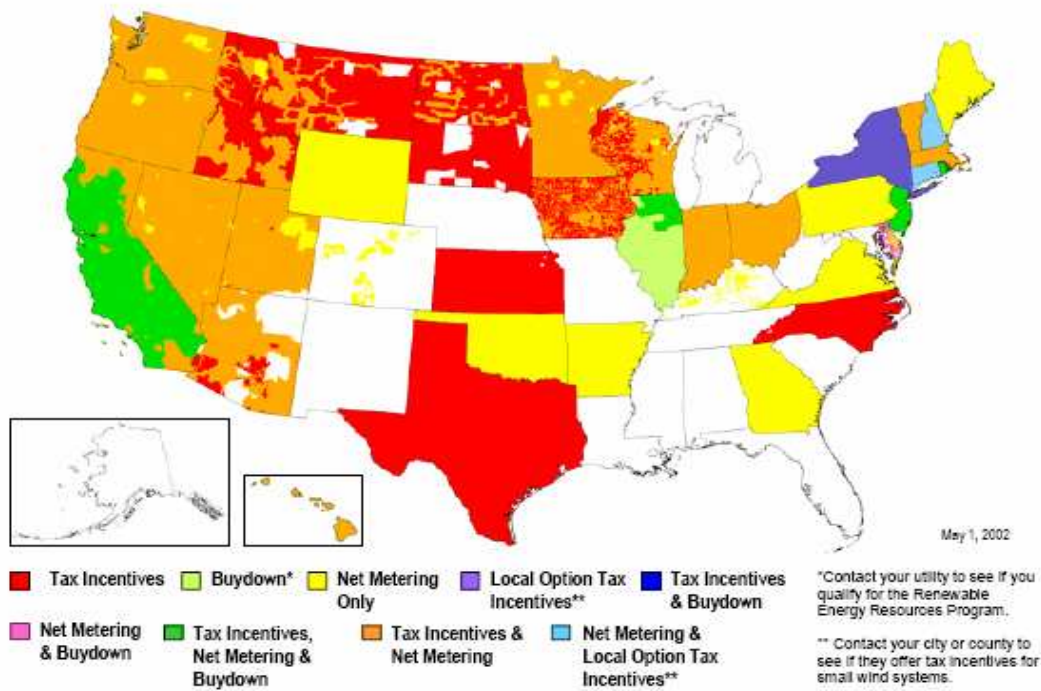 May 1, 2002
Tax Incentives
Buydown*
Net Metering
Only
Local Option Tax
Incentives**
Tax Incentives
& Buydown
*Contact your utility to see if you
qualify for the Renewable
Energy Resources Program.
Net Metering
& Buydown
Tax Incentives,
Net Metering &
Buydown
Tax Incentives &
Net Metering
Net Metering &
Local Option Tax
Incentives**
** Contact your city or county to
see if they offer tax incentives for
small wind systems.